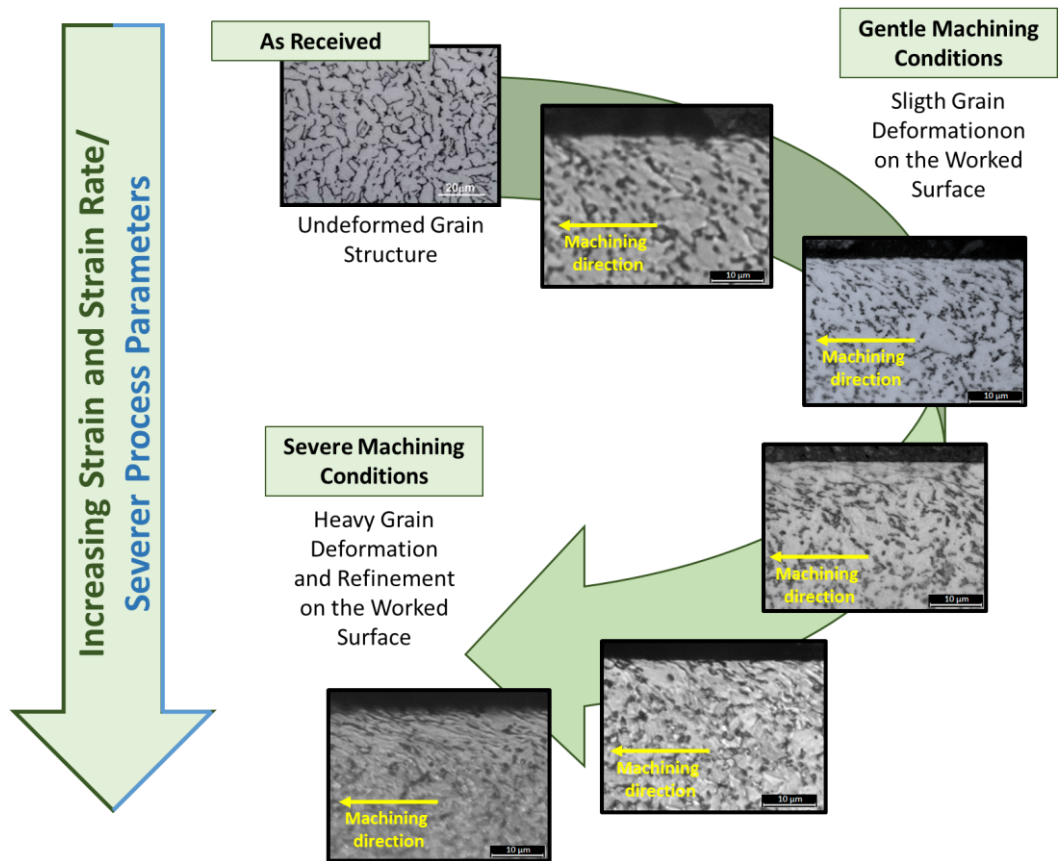 Increasing Strain and Strain Rate/
Severer Process Parameters
As Received
20µm
Undeformed Grain
Structure
Machining
direction
10 µm
Gentle Machining
Conditions
Sligth Grain
Deformationon
on the Worked
Surface
Machining
direction
10 µm
Machining
direction
10 µm
Severe Machining
Conditions
Heavy Grain
Deformation
and Refinement
on the Worked
Surface
Machining
direction
10 µm
Machining
direction
10 µm